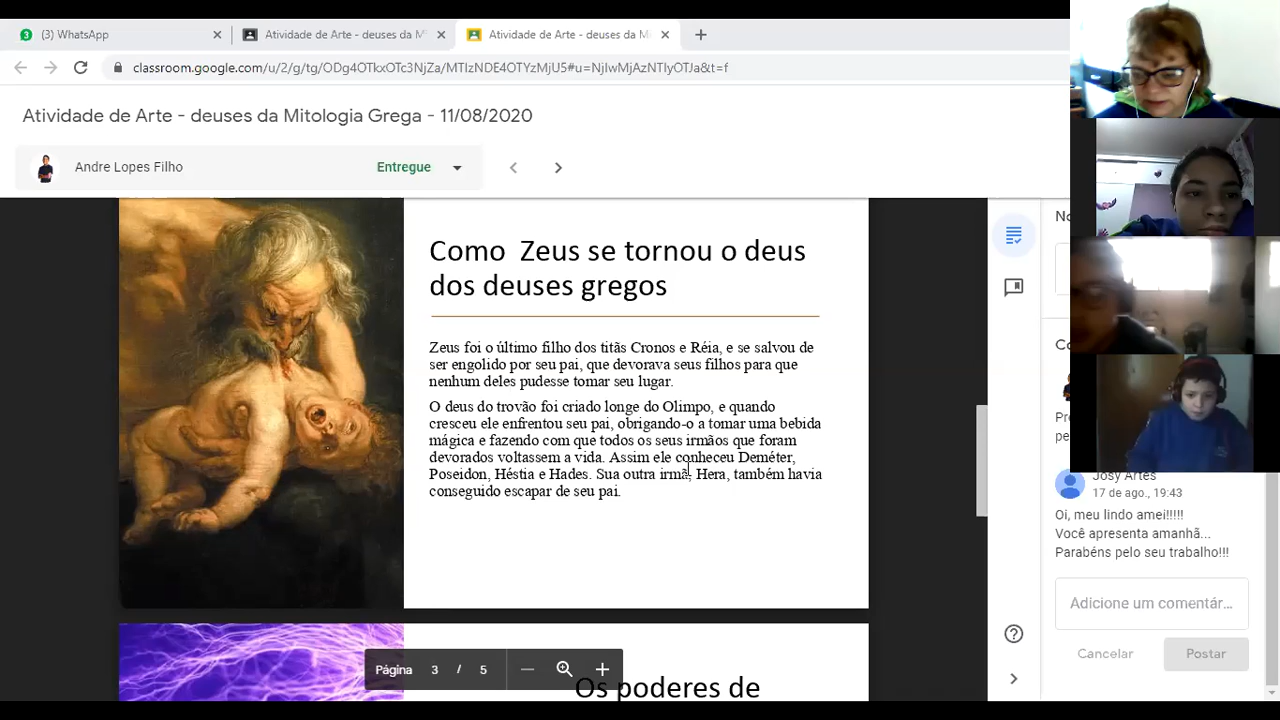 (3) WhatsApp
Atividade de Arte - deuses da M
Atividade de Arte - deuses da M
classroom.google.com/u/2/g/tg/ODg4OTkxOTc3NjZa/MTIzNDE4OTYzMjU5#u=NjIwMjAzNTIyOTJa&t=f
Atividade de Arte - deuses da Mitologia Grega - 11/08/2020
Andre Lopes Filho
Entregue
Como Zeus se tornou o deus
dos deuses gregos
Zeus foi o último filho dos titãs Cronos e Réia, e se salvou de
ser engolido por seu pai, que devorava seus filhos para que
nenhum deles pudesse tomar seu lugar.
O deus do trovão foi criado longe do Olimpo, e quando
cresceu ele enfrentou seu pai, obrigando-o a tomar uma bebida
mágica e fazendo com que todos os seus irmãos que foram
devorados voltassem a vida. Assim ele conheceu Deméter,
Poseidon, Héstia e Hades. Sua outra irmã, Hera, também havia
conseguido escapar de seu pai.
Página 3 / 5
Os poderes de
No
Co
Pr
pe
Josy Artes
17 de ago., 19:43
Oi, meu lindo amei!!!!!
Você apresenta amanhã...
Parabéns pelo seu trabalho!!!
Adicione um comentár...
Cancelar
Postar